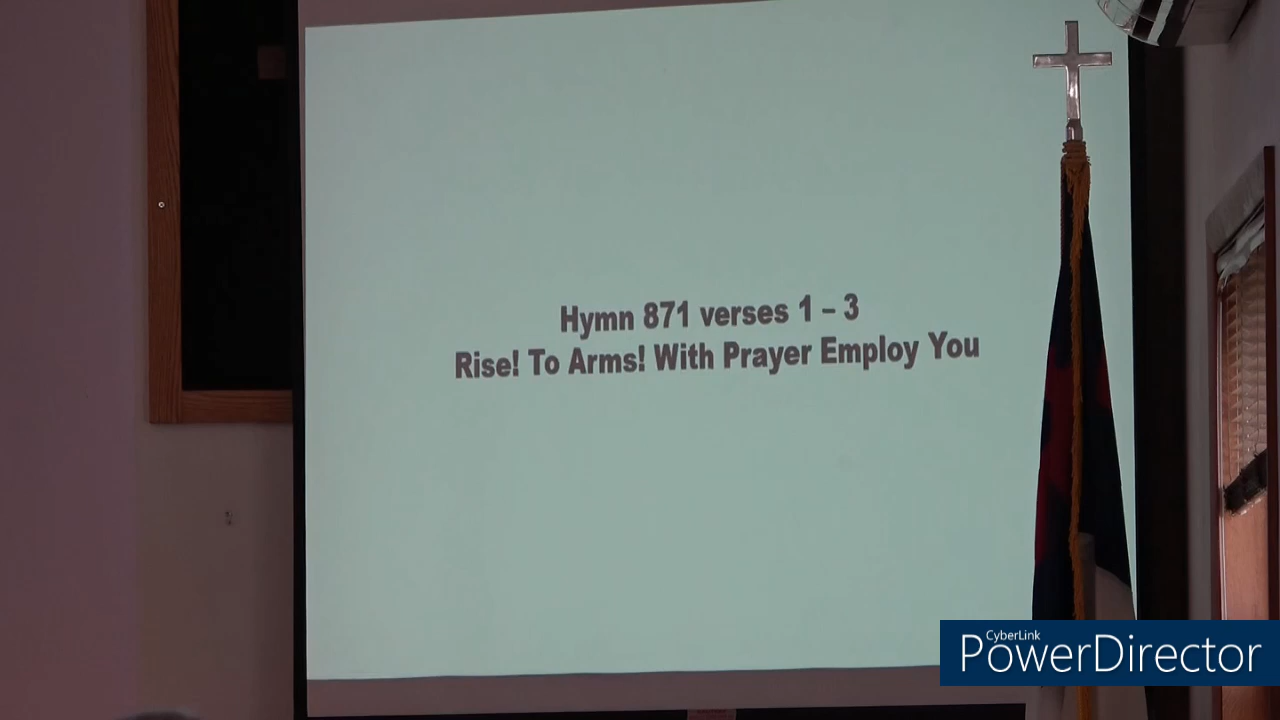 Hymn 871 verses 1 – 3
Rise! To Arms! With Prayer Employ You
CyberLink
PowerDirector